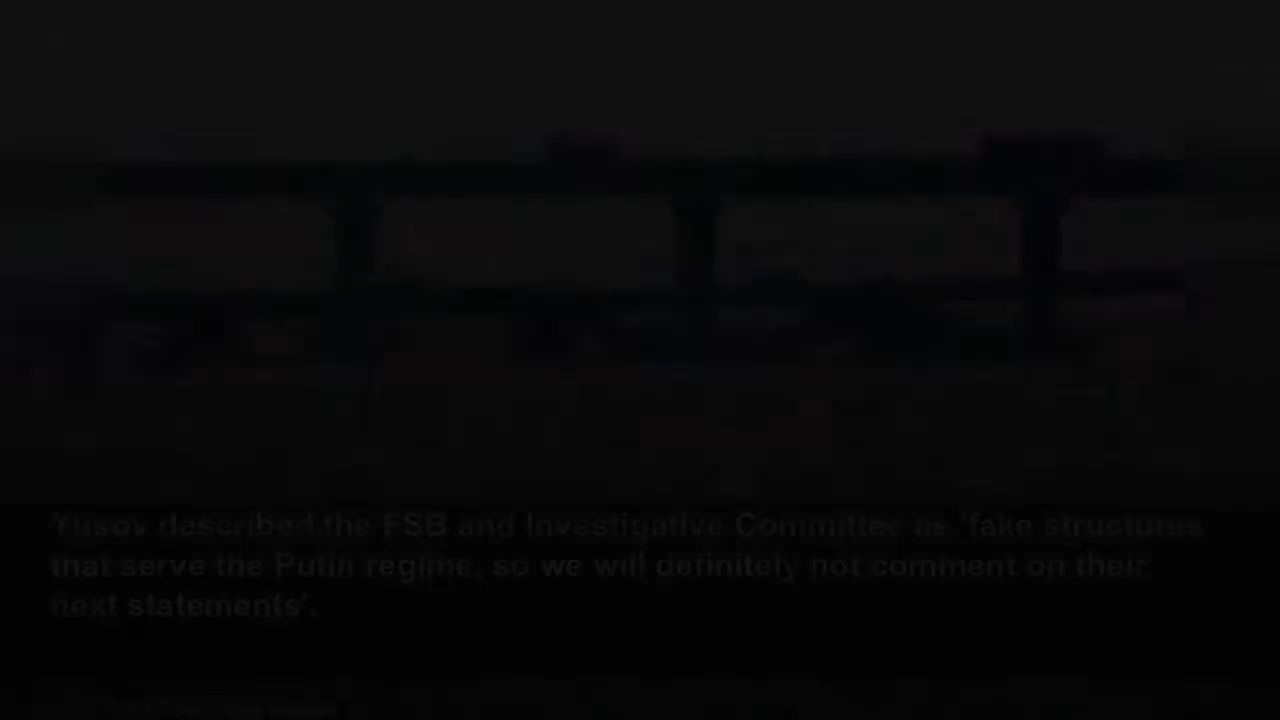 Yusov described the FSB and Investigative Committee as 'fake structures
that serve the Putin regime, so we will definitely not comment on their
next statements'.